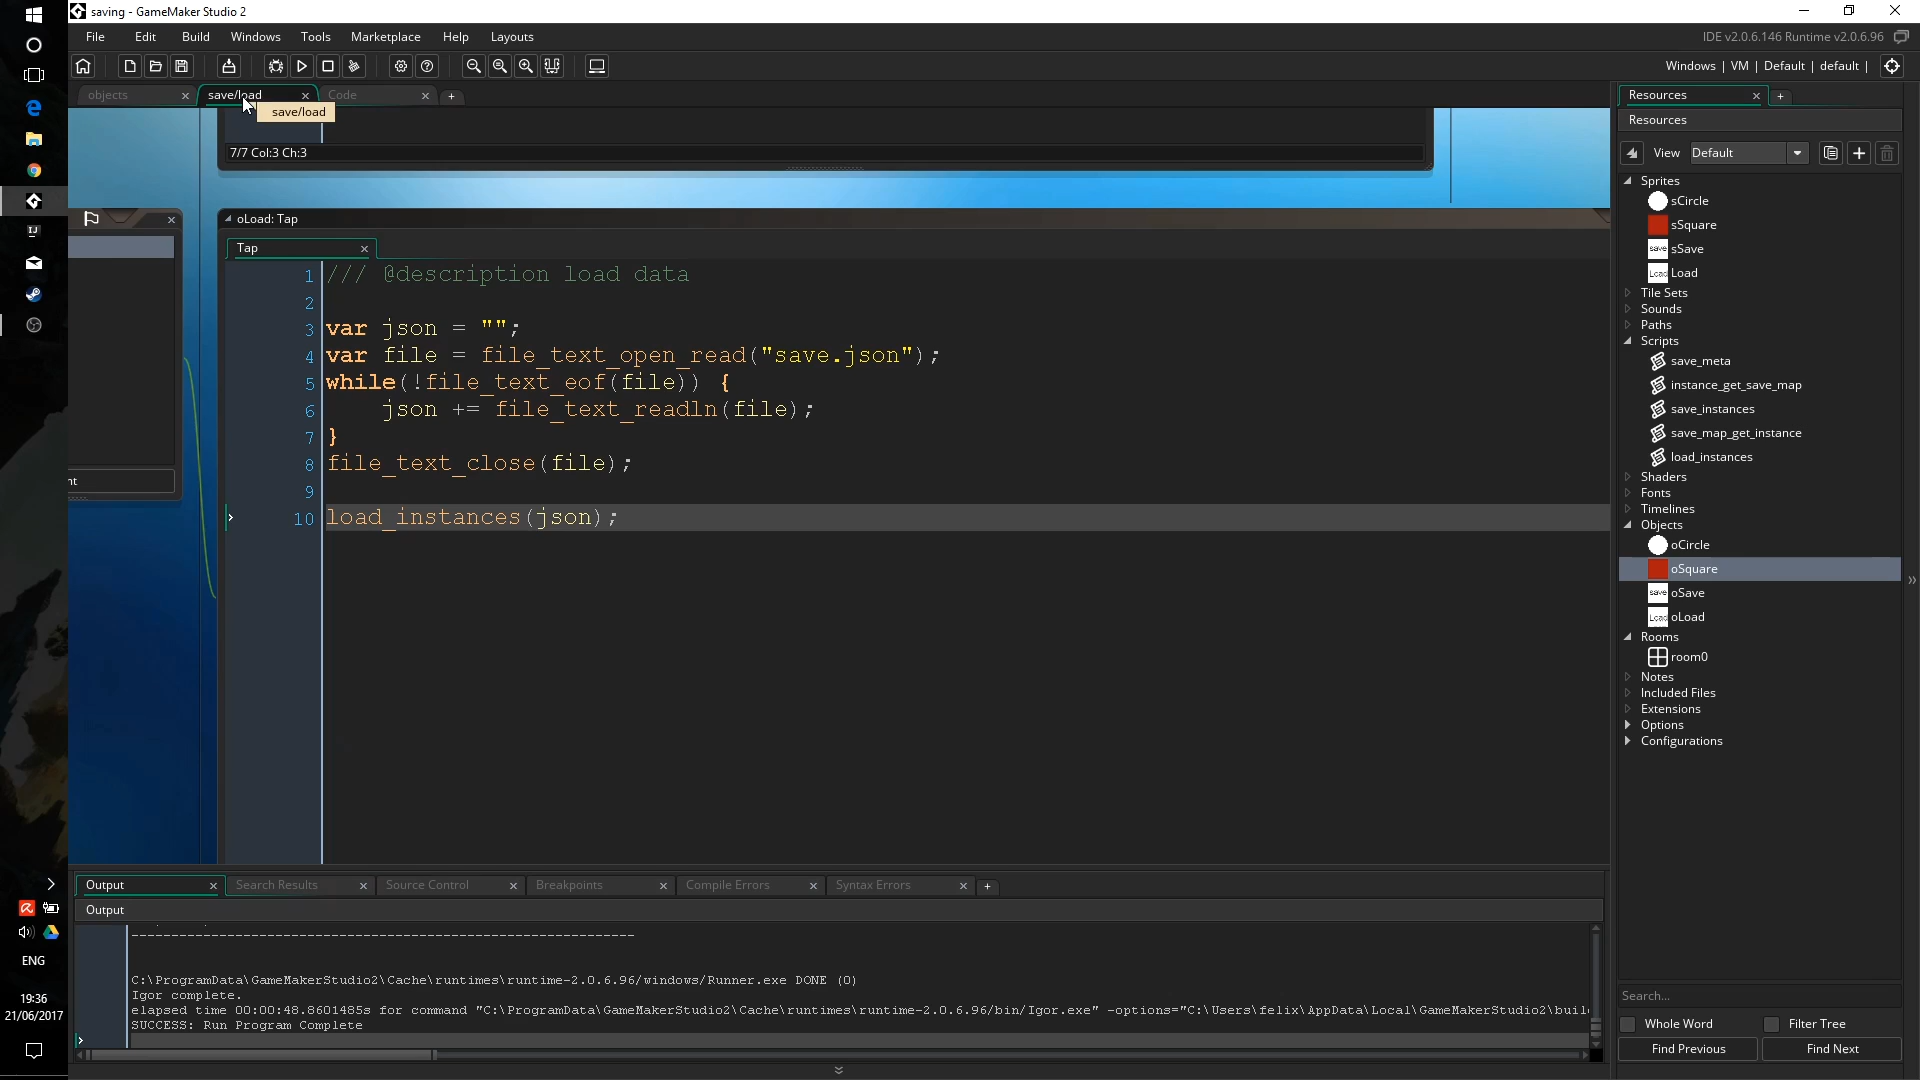 saving - GameMaker Studio 2
File Edit Build Windows Tools Marketplace Help Layouts
IDE v2.0.6.146 Runtime v2.0.6.96
Windows | VM | Default | default |
objects
save/load
Code
save/load
7/7 Col:3 Ch:3
oLoad: Tap
Tap
1 /// @description load data
2
3 var json = "";
4 var file = file_text_open_read("save.json");
5 while(!file_text_eof(file)) {
6 json += file_text_readln(file);
7 }
8 file_text_close(file);
9
10 load_instances(json);
nt
Resources
Resources
View Default
Sprites
sCircle
sSquare
save sSave
Load Load
Tile Sets
Sounds
Paths
Scripts
save_meta
instance_get_save_map
save_instances
save_map_get_instance
load_instances
Shaders
Fonts
Timelines
Objects
oCircle
oSquare
save oSave
Load oLoad
Rooms
room0
Notes
Included Files
Extensions
Options
Configurations
Search...
Whole Word
Filter Tree
Find Previous
Find Next
Output
Search Results
Source Control
Breakpoints
Compile Errors
Syntax Errors
Output
C:\ProgramData\GameMakerStudio2\Cache\runtimes\runtime-2.0.6.96/windows/Runner.exe DONE (0)
Igor complete.
elapsed time 00:00:48.8601485s for command "C:\ProgramData\GameMakerStudio2\Cache\runtimes\runtime-2.0.6.96/bin/Igor.exe" -options="C:\Users\felix\AppData\Local\GameMakerStudio2\buil
SUCCESS: Run Program Complete
IJ
ENG
19:36
21/06/2017